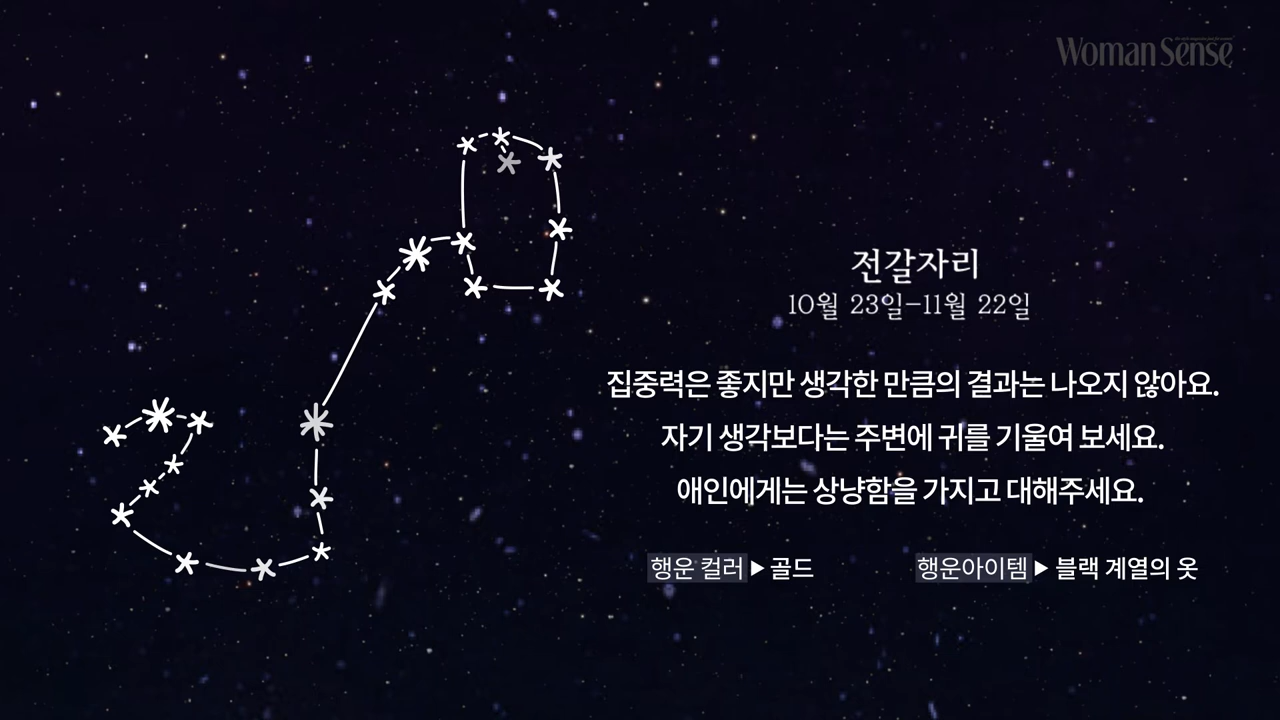 Woman Sense
전갈자리
10월 23일-11월 22일
집중력은 좋지만 생각한 만큼의 결과는 나오지 않아요.
자기 생각보다는 주변에 귀를 기울여 보세요.
애인에게는 상냥함을 가지고 대해주세요.
행운 컬러 ▶ 골드
행운아이템 ▶ 블랙 계열의 옷